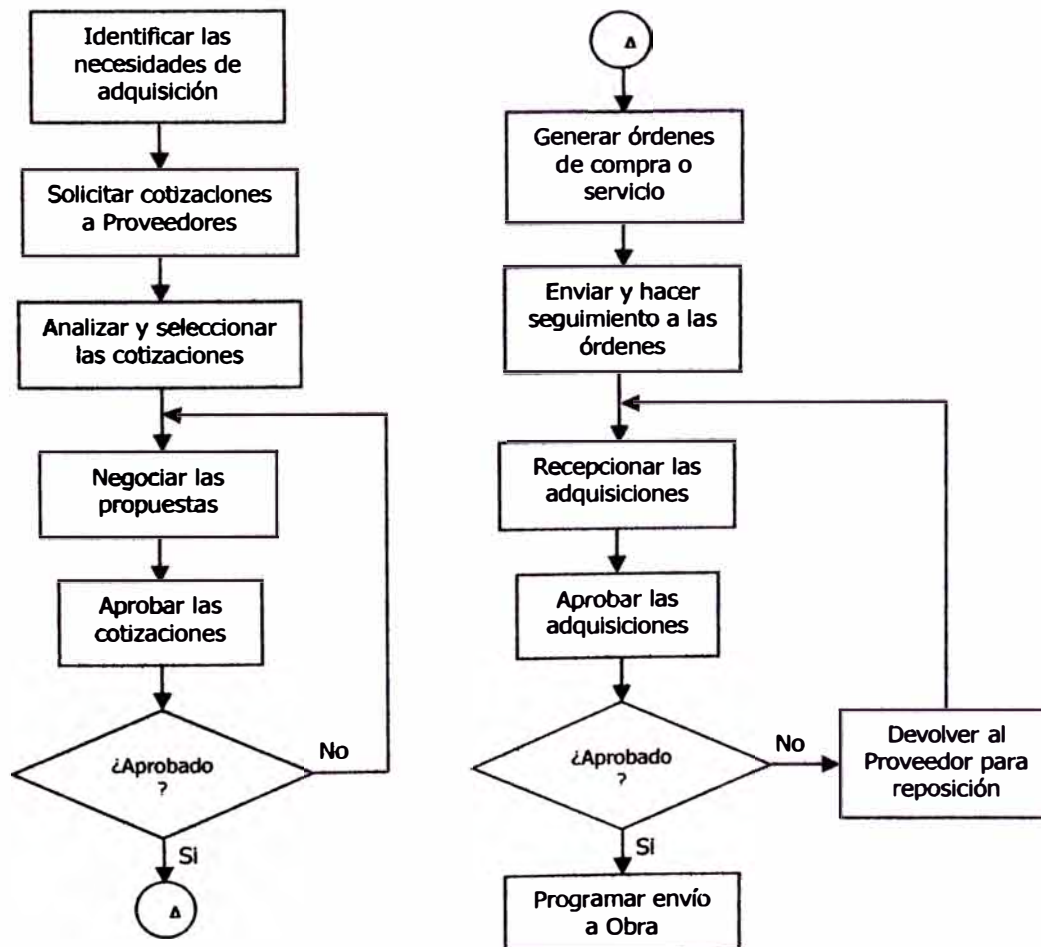 Identificar las
necesidades de
adquisición
Solicitar cotizaciones
a Proveedores
Analizar y seleccionar
las cotizaciones
Negociar las
propuestas
Aprobar las
cotizaciones
¿Aprobado
?
No
Si
A
A
Generar órdenes
de compra o
servicio
Enviar y hacer
seguimiento a las
órdenes
Recepcionar las
adquisiciones
Aprobar las
adquisiciones
¿Aprobado
?
No
Devolver al
Proveedor para
reposición
Si
Programar envío
a Obra